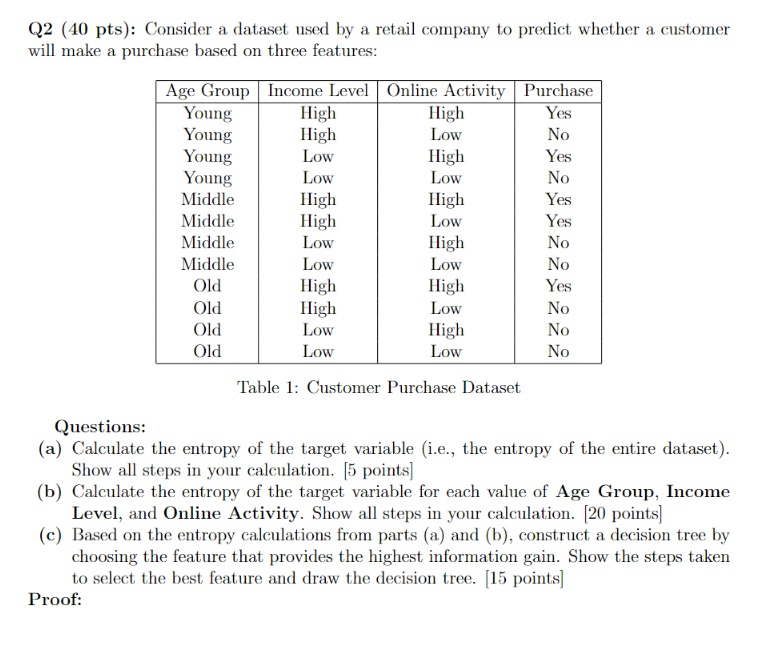 Q2 (40 pts): Consider a dataset used by a retail company to predict whether a customer
will make a purchase based on three features:
Age Group Income Level Online Activity Purchase
Young High High Yes
Young High Low No
Young Low High Yes
Young Low Low No
Middle High High Yes
Middle High Low Yes
Middle Low High No
Middle Low Low No
Old High High Yes
Old High Low No
Old Low High No
Old Low Low No
Table 1: Customer Purchase Dataset
Questions:
(a) Calculate the entropy of the target variable (i.e., the entropy of the entire dataset).
Show all steps in your calculation. [5 points]
(b) Calculate the entropy of the target variable for each value of Age Group, Income
Level, and Online Activity. Show all steps in your calculation. [20 points]
(c) Based on the entropy calculations from parts (a) and (b), construct a decision tree by
choosing the feature that provides the highest information gain. Show the steps taken
to select the best feature and draw the decision tree. [15 points]
Proof: